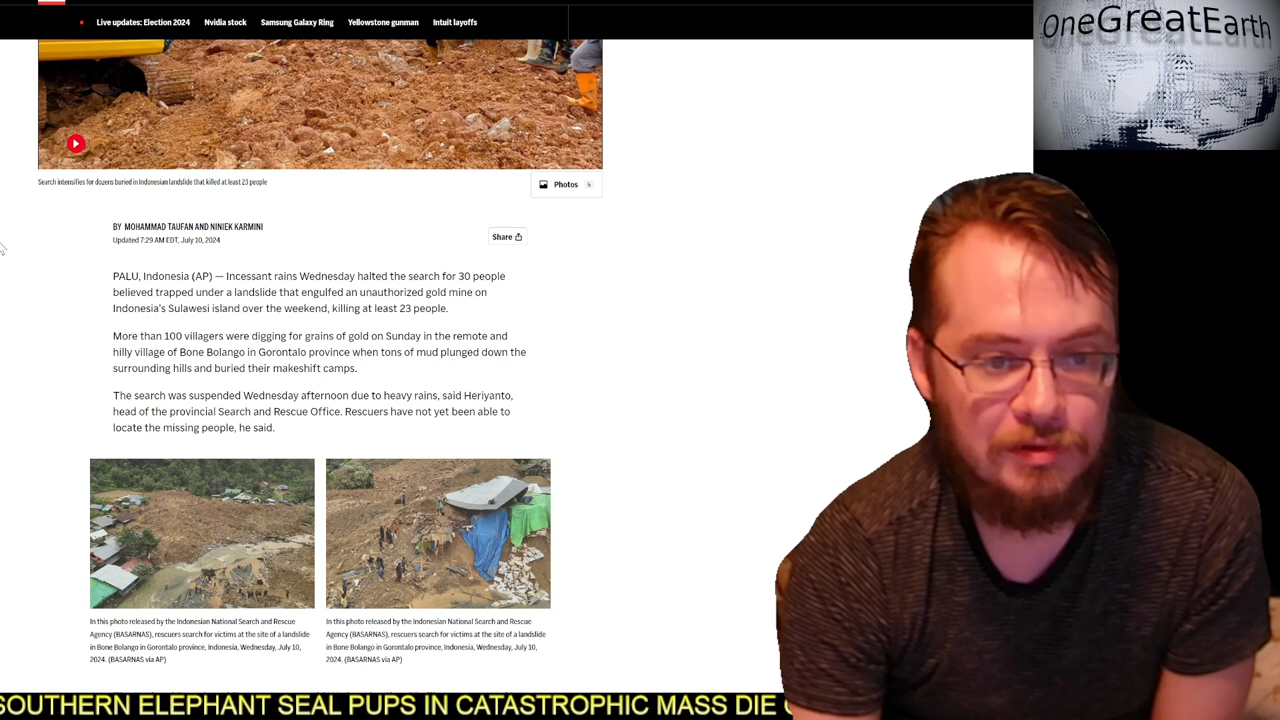 Live updates: Election 2024 Nvidia stock Samsung Galaxy Ring Yellowstone gunman Intuit layoffs
OneGreatEarth
Search intensifies for dozens buried in Indonesian landslide that killed at least 23 people
Photos 5
BY MOHAMMAD TAUFAN AND NINIEK KARMINI
Updated 7:29 AM EDT, July 10, 2024
Share
PALU, Indonesia (AP) — Incessant rains Wednesday halted the search for 30 people
believed trapped under a landslide that engulfed an unauthorized gold mine on
Indonesia's Sulawesi island over the weekend, killing at least 23 people.
More than 100 villagers were digging for grains of gold on Sunday in the remote and
hilly village of Bone Bolango in Gorontalo province when tons of mud plunged down the
surrounding hills and buried their makeshift camps.
The search was suspended Wednesday afternoon due to heavy rains, said Heriyanto,
head of the provincial Search and Rescue Office. Rescuers have not yet been able to
locate the missing people, he said.
In this photo released by the Indonesian National Search and Rescue
Agency (BASARNAS), rescuers search for victims at the site of a landslide
in Bone Bolango in Gorontalo province, Indonesia, Wednesday, July 10,
2024. (BASARNAS via AP)
In this photo released by the Indonesian National Search and Rescue
Agency (BASARNAS), rescuers search for victims at the site of a landslide
in Bone Bolango in Gorontalo province, Indonesia, Wednesday, July 10,
2024. (BASARNAS via AP)
SOUTHERN ELEPHANT SEAL PUPS IN CATASTROPHIC MASS DIE